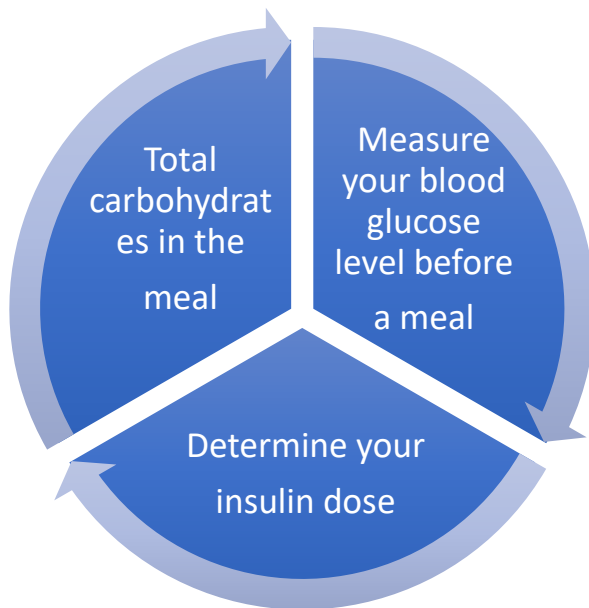 Total
carbohydrat
es in the
meal
Measure
your blood
glucose
level before
a meal
Determine your
insulin dose